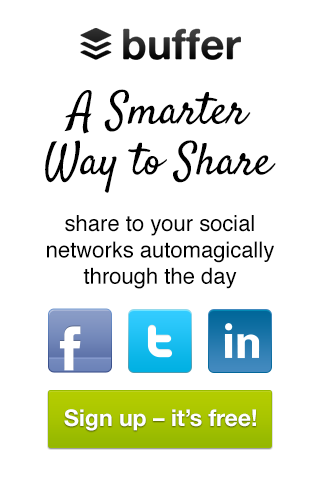 buffer
A Smarter
Way to Share
share to your social
networks automagically
through the day
f t in
Sign up – it's free!